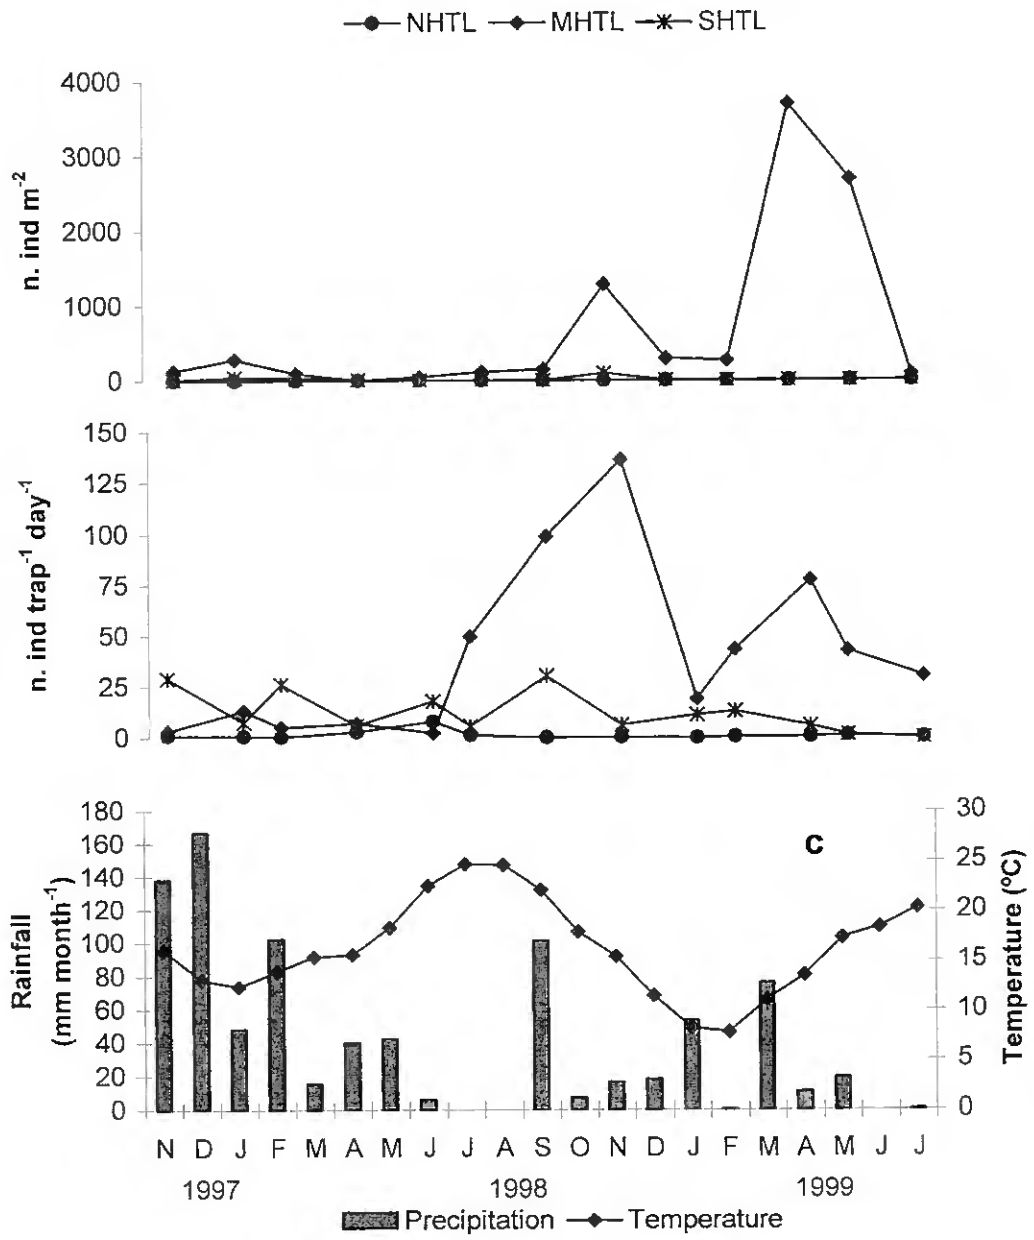 NHTL MHTL SHTL
4000
3000
2000
1000
0
n. ind m⁻²
150
125
100
75
50
25
0
n. ind trap⁻¹ day⁻¹
180
160
140
120
100
80
60
40
20
0
Rainfall
(mm month⁻¹)
C
30
25
20
15
10
5
0
Temperature (ºC)
N D J F M A M J J A S O N D J F M A M J J
1997 1998 1999
Precipitation Temperature